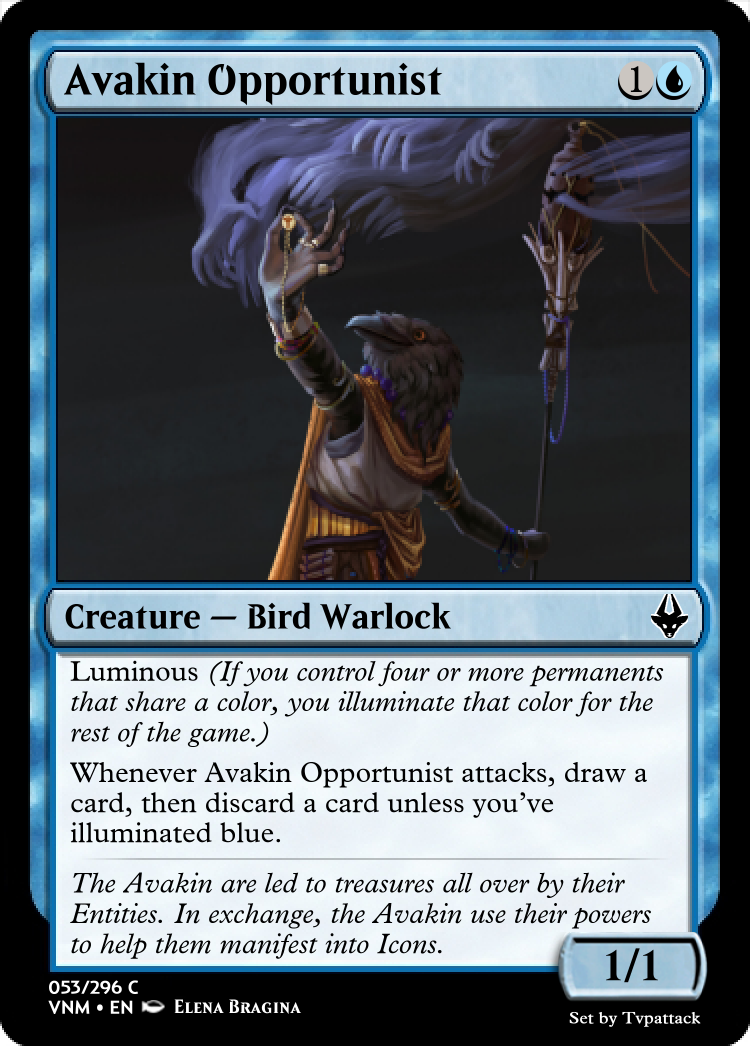 Avakin Opportunist 1
Creature — Bird Warlock
Luminous (If you control four or more permanents
that share a color, you illuminate that color for the
rest of the game.)
Whenever Avakin Opportunist attacks, draw a
card, then discard a card unless you've
illuminated blue.
The Avakin are led to treasures all over by their
Entities. In exchange, the Avakin use their powers
to help them manifest into Icons.
1/1
053/296 C
VNM • EN Elena Bragina
Set by Tvpattack